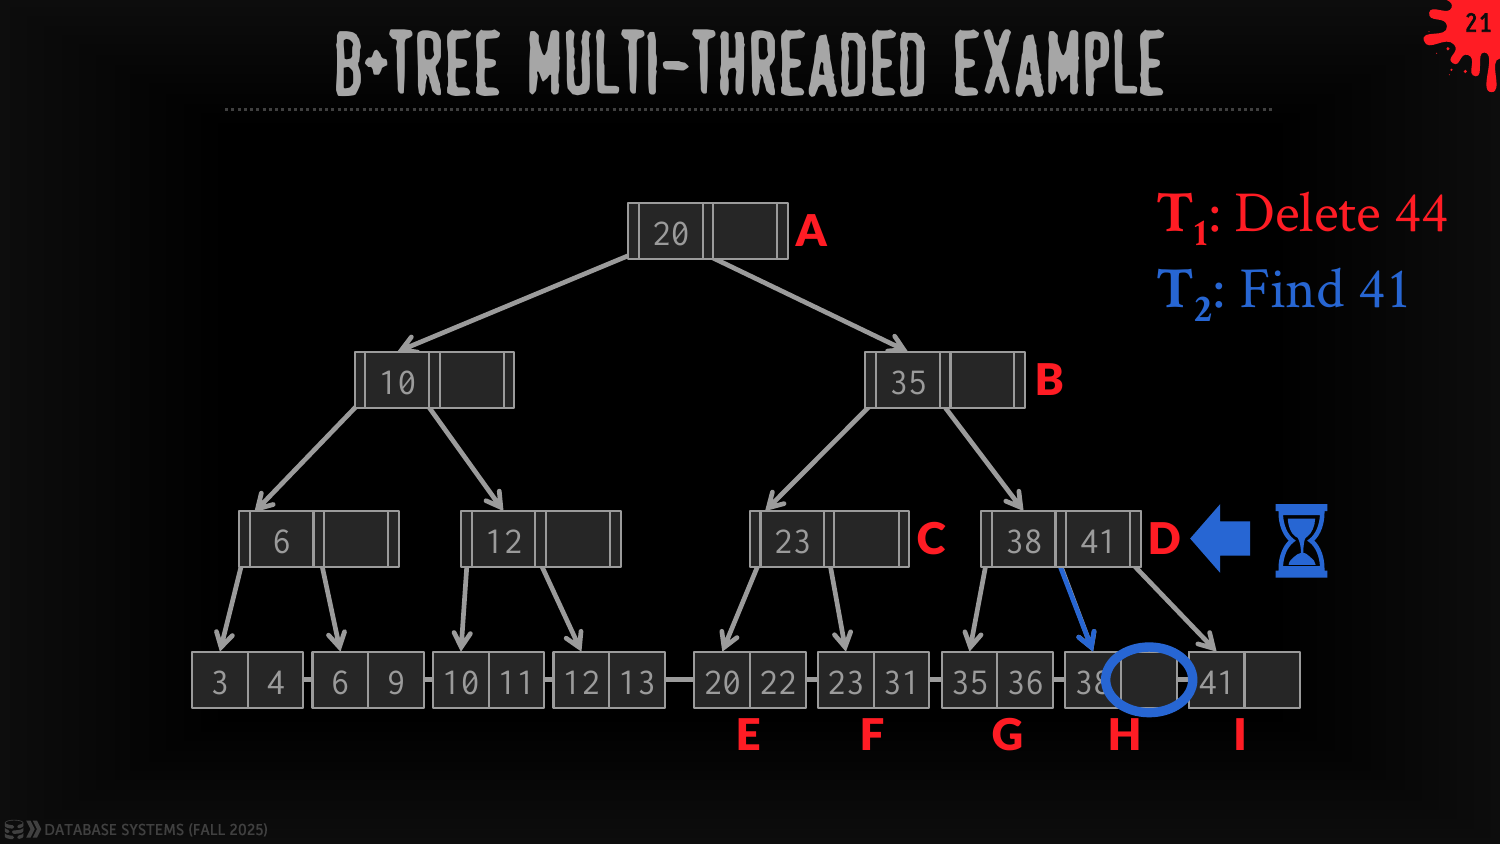 21
B+TREE MULTI-THREADED EXAMPLE
T1: Delete 44
T2: Find 41
20 A
10 35 B
6 12 23 C 38 41 D
3 4 6 9 10 11 12 13 20 22 23 31 35 36 38 41
E F G H I
DATABASE SYSTEMS (FALL 2025)